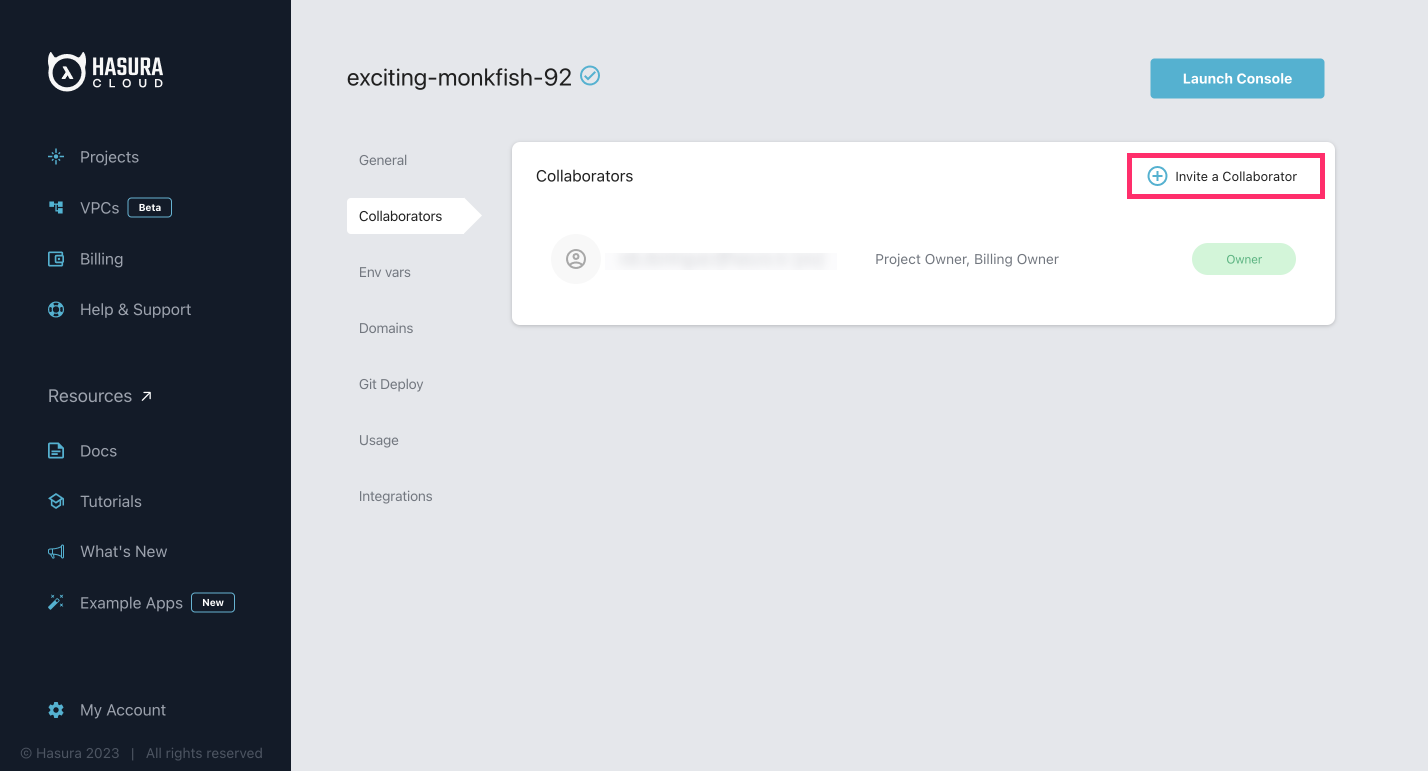 HASURA
CLOUD
Projects
VPCs Beta
Billing
Help & Support
Resources
Docs
Tutorials
What's New
Example Apps New
My Account
© Hasura 2023 | All rights reserved
exciting-monkfish-92
Launch Console
General
Collaborators
Env vars
Domains
Git Deploy
Usage
Integrations
Collaborators
Invite a Collaborator
Project Owner, Billing Owner
Owner